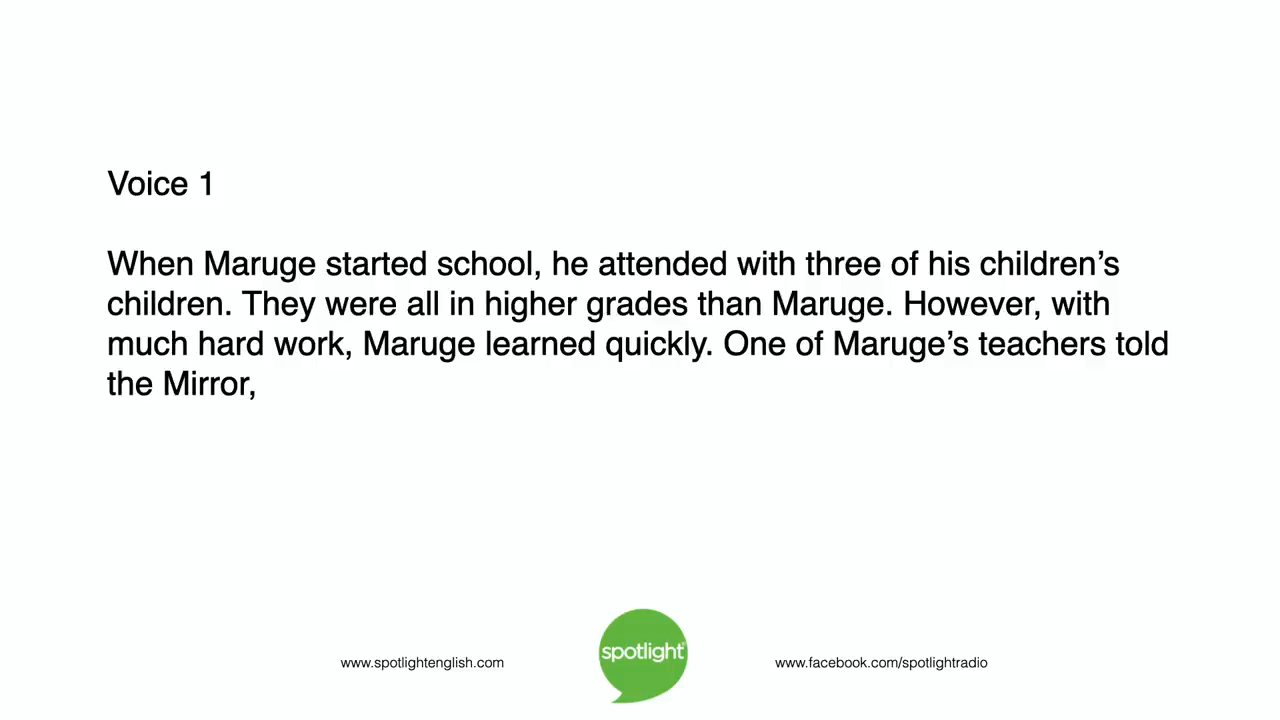 Voice 1
When Maruge started school, he attended with three of his children’s
children. They were all in higher grades than Maruge. However, with
much hard work, Maruge learned quickly. One of Maruge’s teachers told
the Mirror,
www.spotlightenglish.com
spotlight®
www.facebook.com/spotlightradio